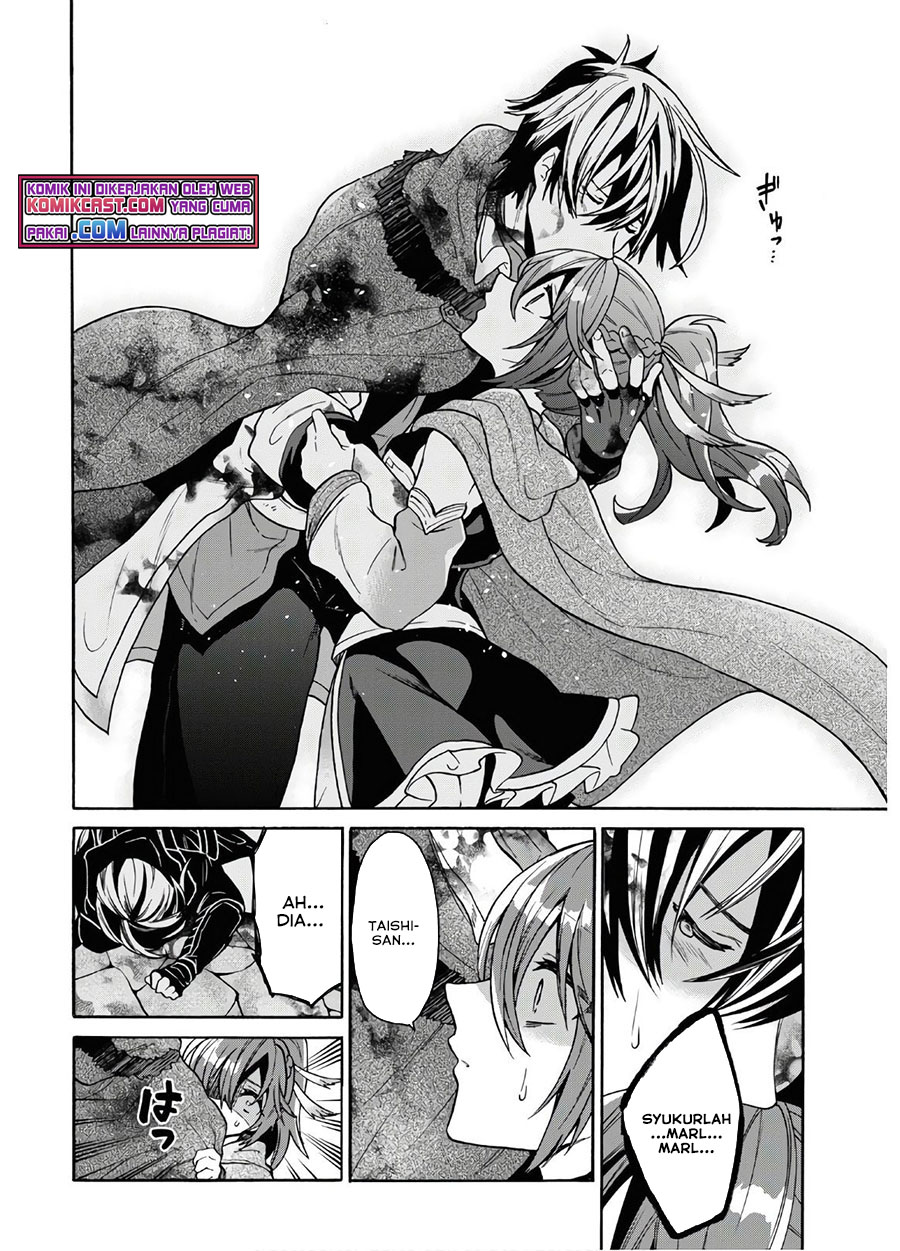 KOMIK INI DIKERJAKAN OLEH WEB
KOMIKCAST.COM YANG CUMA
PAKAI .COM LAINNYA PLAGIAT!
ぎゅっ…
SYUKURLAH
...MARL...
MARL...
TAISHI-
SAN...
AH...
DIA...
はっ